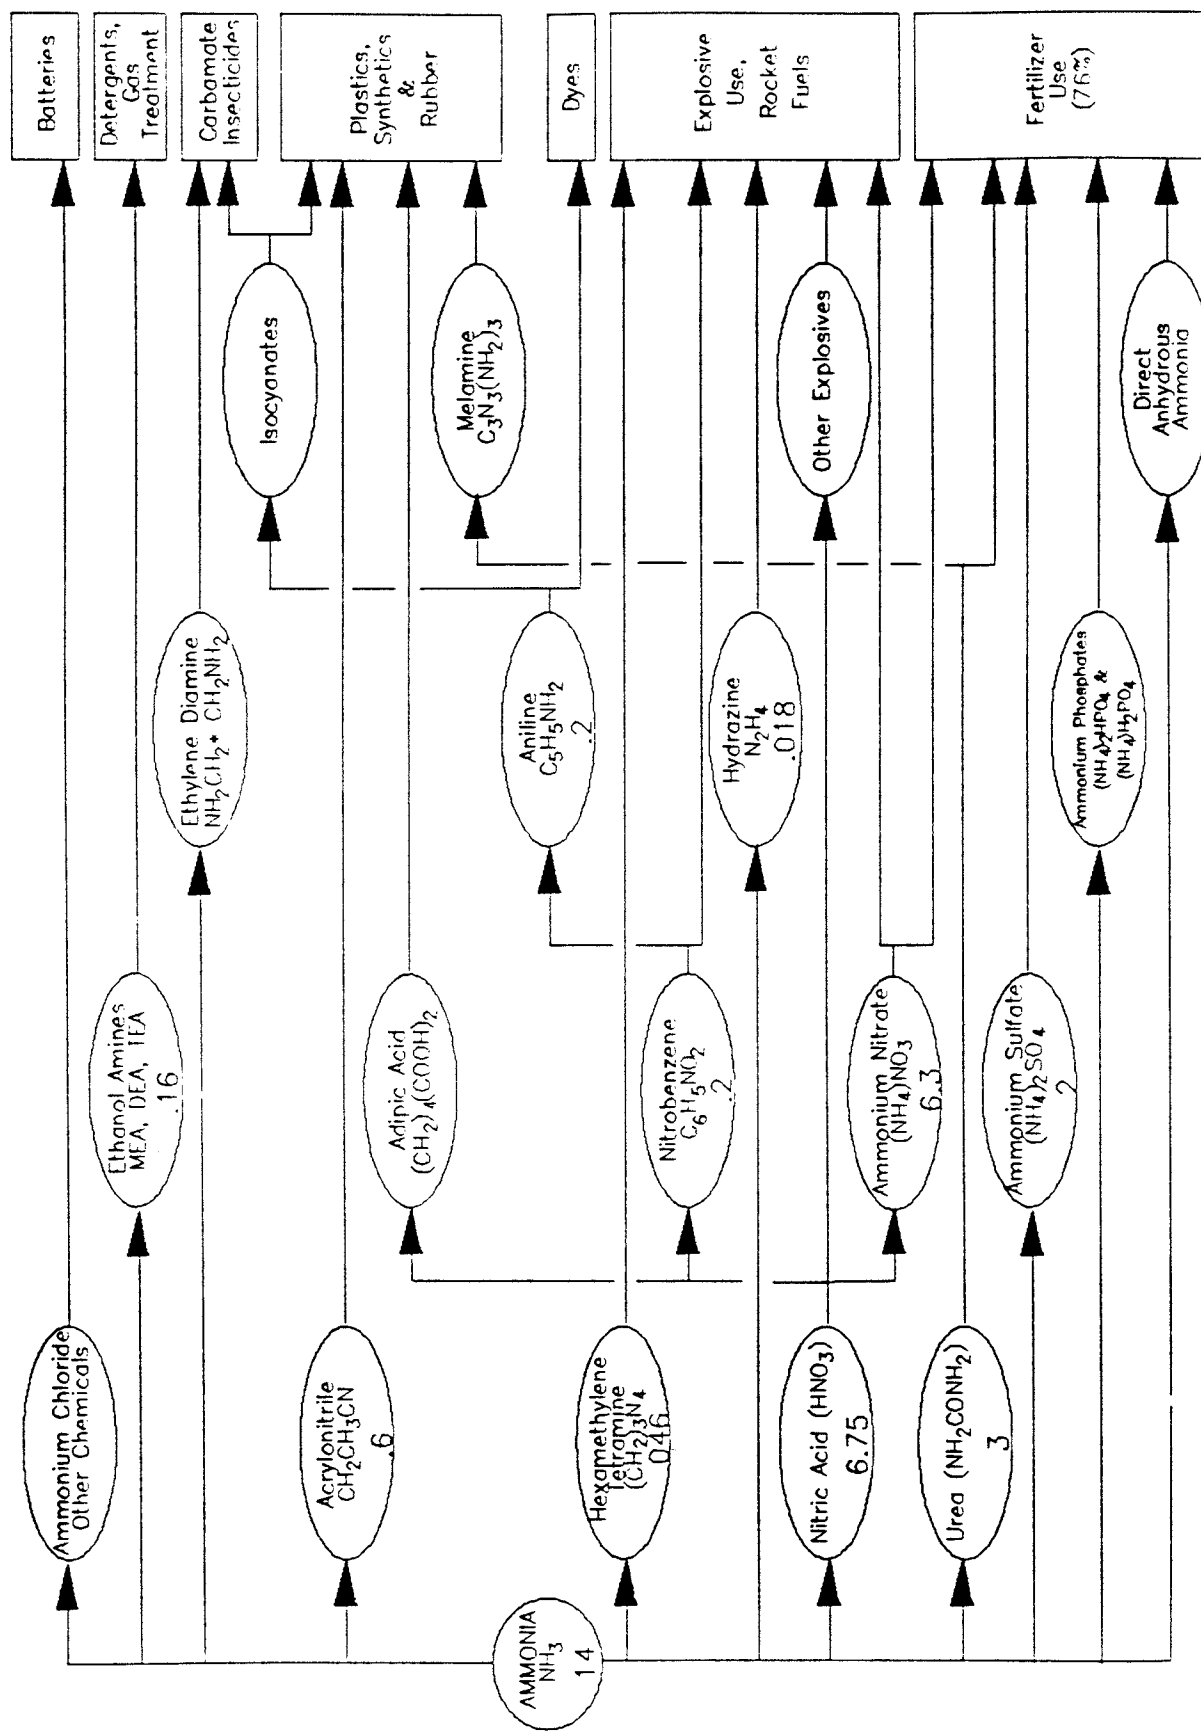 AMMONIA
NH3
14
Ammonium Chloride
Other Chemicals
Acrylonitrile
CH2CH3CN
.6
Hexamethylene
Tetramine
(CH2)3N4
046
Nitric Acid (HNO3)
6.75
Urea (NH2CONH2)
3
Ethanol Amines
MEA, DEA, TEA
.16
Adipic Acid
(CH2)4(COOH)2
Nitrobenzene
C6H5NO2
.2
Ammonium Nitrate
(NH4)NO3
6.3
Ammonium Sulfate
(NH4)2SO4
2
Ethylene Diamine
NH2CH2* CH2NH2
Aniline
C5H5NH2
.2
Hydrazine
N2H4
.018
Ammonium Phosphates
(NH4)2HPO4 &
(NH4)H2PO4
Isocyanates
Melamine
C3N3(NH2)3
Other Explosives
Direct
Anhydrous
Ammonia
Batteries
Detergents,
Gas
Treatment
Carbamate
Insecticides
Plastics,
Synthetics
&
Rubber
Dyes
Explosive
Use,
Rocket
Fuels
Fertilizer
Use
(76%)